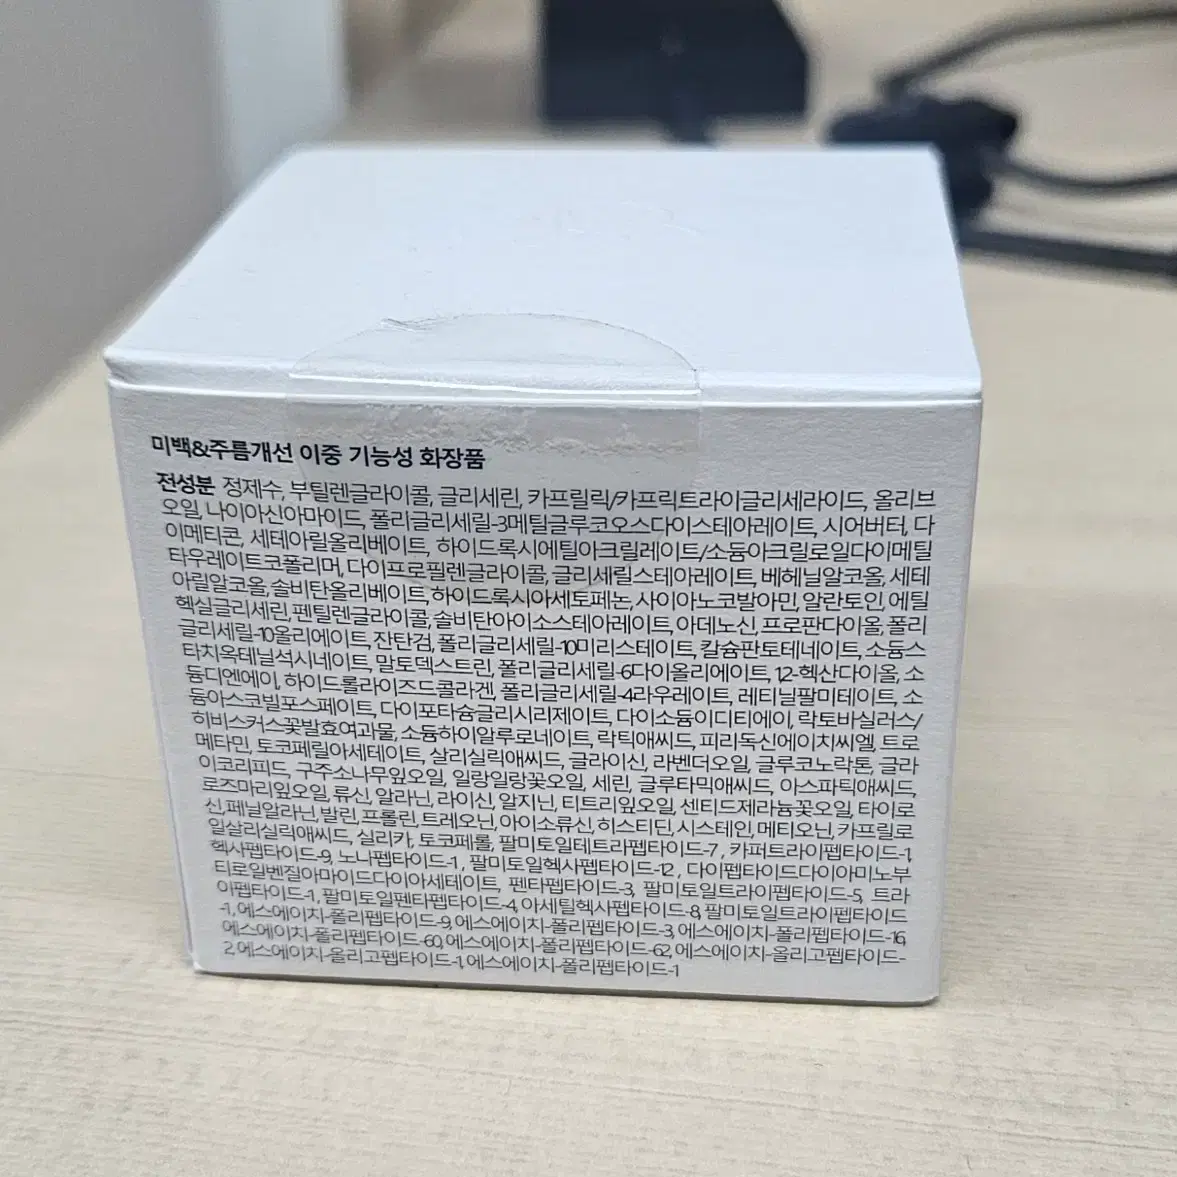 미백&주름개선 이중 기능성 화장품
전성분 정제수, 부틸렌글라이콜, 글리세린, 카프릴릭/카프릭트라이글리세라이드, 올리브
오일, 나이아신아마이드, 폴리글리세릴-3메틸글루코오스다이스테아레이트, 시어버터, 다
이메티콘, 세테아릴올리베이트, 하이드록시에틸아크릴레이트/소듐아크릴로일다이메틸
타우레이트코폴리머, 다이프로필렌글라이콜, 글리세릴스테아레이트, 베헤닐알코올, 세테
아릴알코올, 솔비탄올리베이트, 하이드록시아세토페논, 사이아노코발아민, 알란토인, 에틸
헥실글리세린, 펜틸렌글라이콜, 솔비탄아이소스테아레이트, 아데노신, 프로판다이올, 폴리
글리세릴-10올리에이트, 잔탄검, 폴리글리세릴-10미리스테이트, 칼슘판토테네이트, 소듐스
타치옥테닐석시네이트, 말토덱스트린, 폴리글리세릴-6다이올리에이트, 12-헥산다이올, 소
듐디엔에이, 하이드롤라이즈드콜라겐, 폴리글리세릴-4라우레이트, 레티닐팔미테이트, 소
듐아스코빌포스페이트, 다이포타슘글리시리제이트, 다이소듐이디티에이, 락토바실러스/
히비스커스꽃발효여과물, 소듐하이알루로네이트, 락틱애씨드, 피리독신에이치씨엘, 트로
메타민, 토코페릴아세테이트, 살리실릭애씨드, 글라이신, 라벤더오일, 글루코노락톤, 글라
이코리피드, 구주소나무잎오일, 일랑일랑꽃오일, 세린, 글루타믹애씨드, 아스파틱애씨드,
로즈마리잎오일, 류신, 알라닌, 라이신, 알지닌, 티트리잎오일, 센티드제라늄꽃오일, 타이로
신, 페닐알라닌, 발린, 프롤린, 트레오닌, 아이소류신, 히스티딘, 시스테인, 메티오닌, 카프릴로
일살리실릭애씨드, 실리카, 토코페롤, 팔미토일테트라펩타이드-7, 카퍼트라이펩타이드-1,
헥사펩타이드-9, 노나펩타이드-1, 팔미토일헥사펩타이드-12, 다이펩타이드다이아미노부
티로일벤질아마이드다이아세테이트, 펜타펩타이드-3, 팔미토일트라이펩타이드-5, 트라
이펩타이드-1, 팔미토일펜타펩타이드-4, 아세틸헥사펩타이드-8, 팔미토일트라이펩타이드
-1, 에스에이치-폴리펩타이드-9, 에스에이치-폴리펩타이드-3, 에스에이치-폴리펩타이드-16,
에스에이치-폴리펩타이드-60, 에스에이치-폴리펩타이드-62, 에스에이치-올리고펩타이드-
2, 에스에이치-올리고펩타이드-1, 에스에이치-폴리펩타이드-1